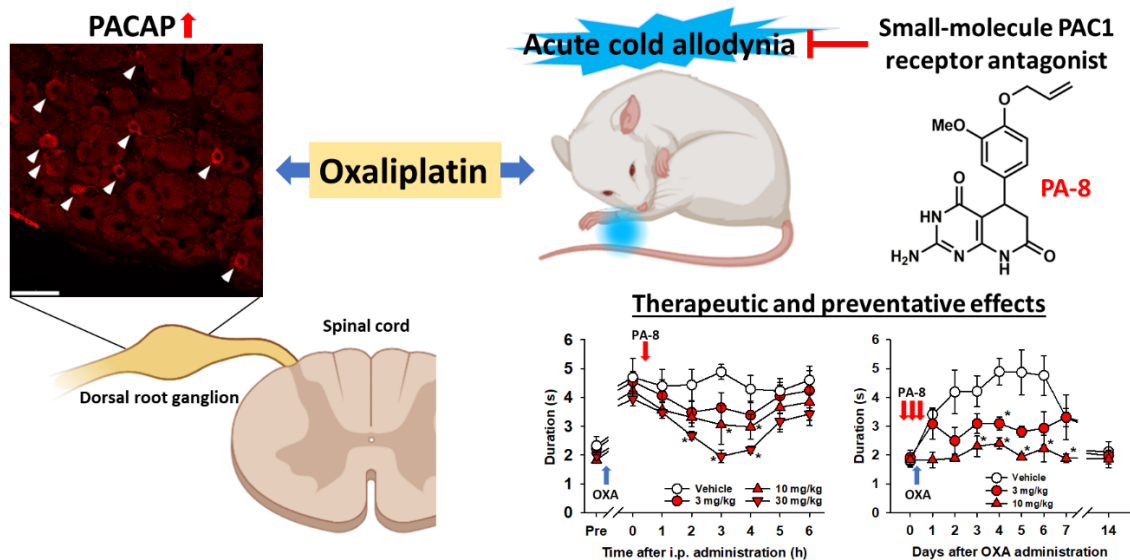 PACAP
Acute cold allodynia
Small-molecule PAC1
receptor antagonist
Oxaliplatin
O
MeO
O
HN
H₂N
N
N
H
O
PA-8
Spinal cord
Dorsal root ganglion
Therapeutic and preventative effects
PA-8
6
5
4
3
2
1
0
Duration (s)
* * * * * *
OXA
Vehicle
3 mg/kg
10 mg/kg
30 mg/kg
Pre 0 1 2 3 4 5 6
Time after i.p. administration (h)
PA-8
6
5
4
3
2
1
0
Duration (s)
* * * * * *
OXA
Vehicle
3 mg/kg
10 mg/kg
0 1 2 3 4 5 6 7 14
Days after OXA administration